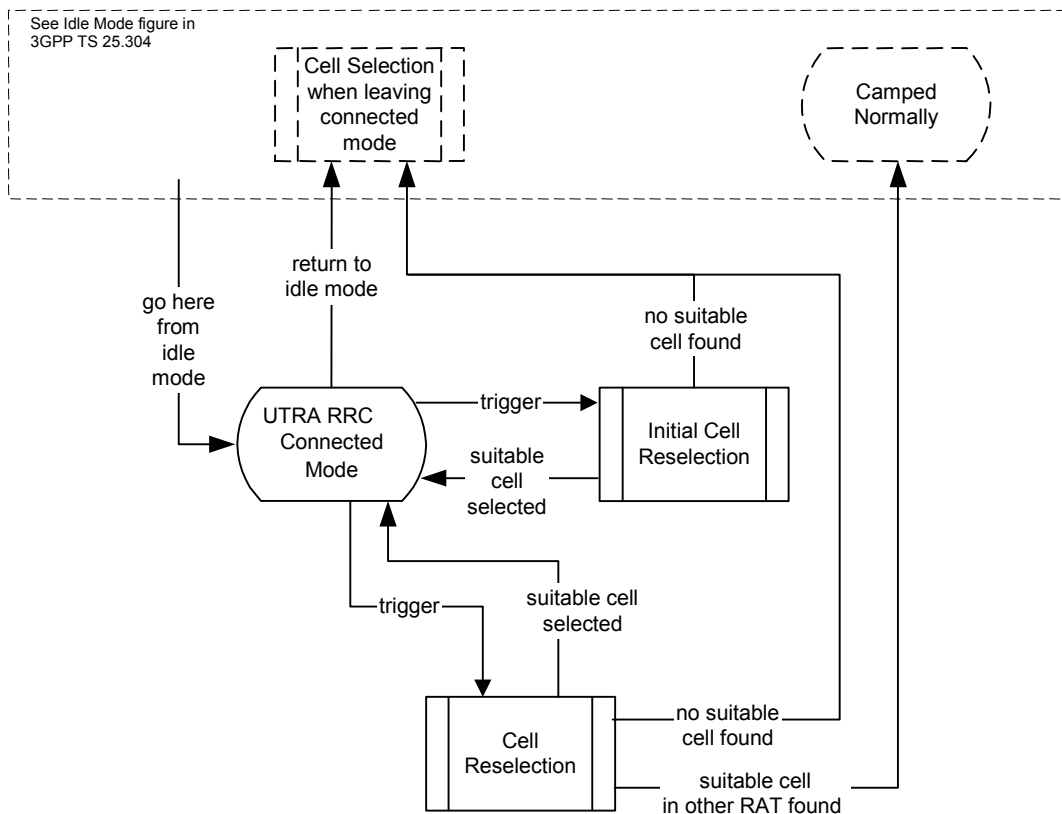 See Idle Mode figure in
3GPP TS 25.304
Cell Selection
when leaving
connected
mode
Camped
Normally
return to
idle mode
go here
from
idle
mode
no suitable
cell found
UTRA RRC
Connected
Mode
trigger
Initial Cell
Reselection
suitable
cell
selected
trigger
suitable cell
selected
Cell
Reselection
no suitable
cell found
suitable cell
in other RAT found